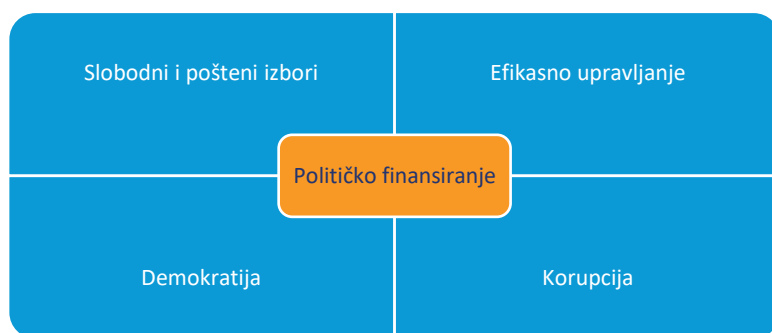 Slobodni i pošteni izbori
Efikasno upravljanje
Političko finansiranje
Demokratija
Korupcija